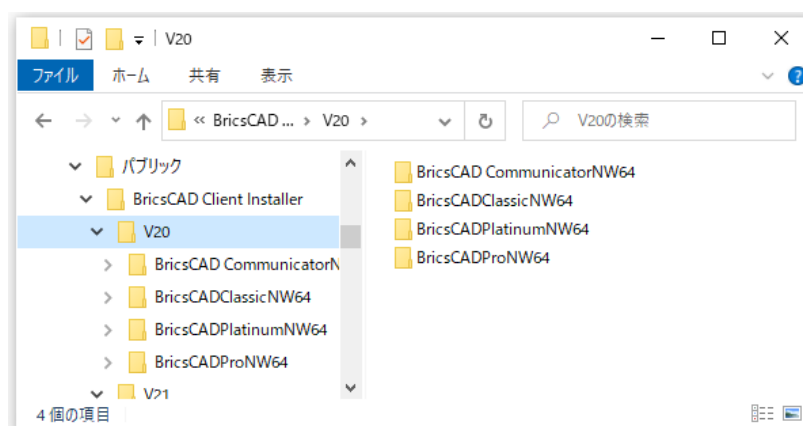 V20
ファイル ホーム 共有 表示
« BricsCAD ... › V20 › V20の検索
パブリック
BricsCAD Client Installer
V20
BricsCAD CommunicatorN
BricsCADClassicNW64
BricsCADPlatinumNW64
BricsCADProNW64
V21
BricsCAD CommunicatorNW64
BricsCADClassicNW64
BricsCADPlatinumNW64
BricsCADProNW64
4 個の項目